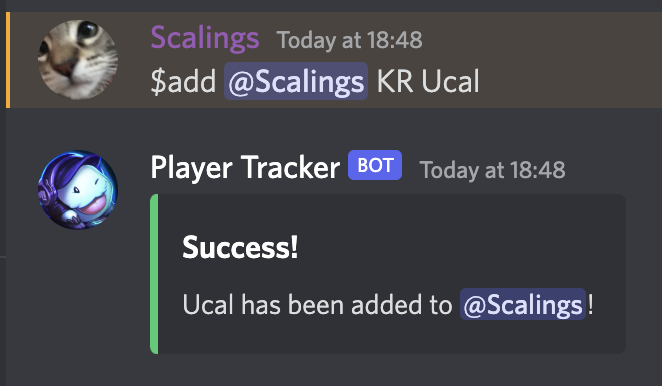 Scalings Today at 18:48
$add @Scalings KR Ucal
Player Tracker BOT Today at 18:48
Success!
Ucal has been added to @Scalings!